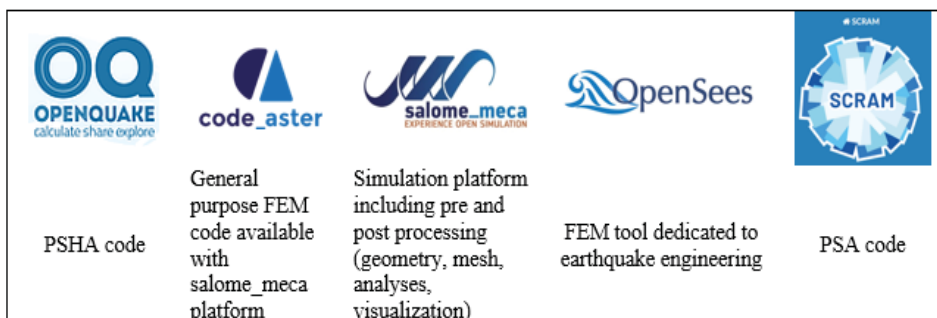 OQ
OPENQUAKE
calculate share explore
code_aster
salome_meca
EXPERIENCE OPEN SIMULATION
OpenSees
SCRAM
SCRAM
PSHA code
General
purpose FEM
code available
with
salome_meca
platform
Simulation platform
including pre and
post processing
(geometry, mesh,
analyses,
visualization)
FEM tool dedicated to
earthquake engineering
PSA code